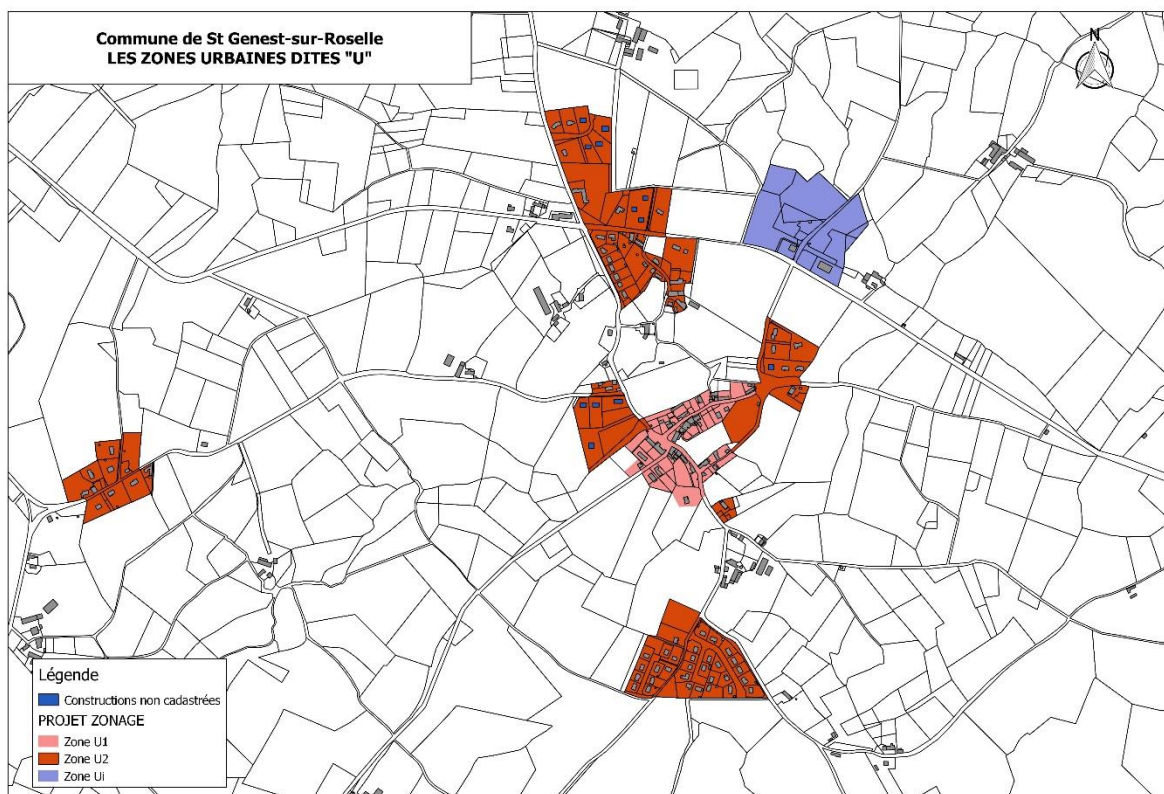 Commune de St Genest-sur-Roselle
LES ZONES URBAINES DITES "U"
N
Légende
Constructions non cadastrées
PROJET ZONAGE
Zone U1
Zone U2
Zone Ui